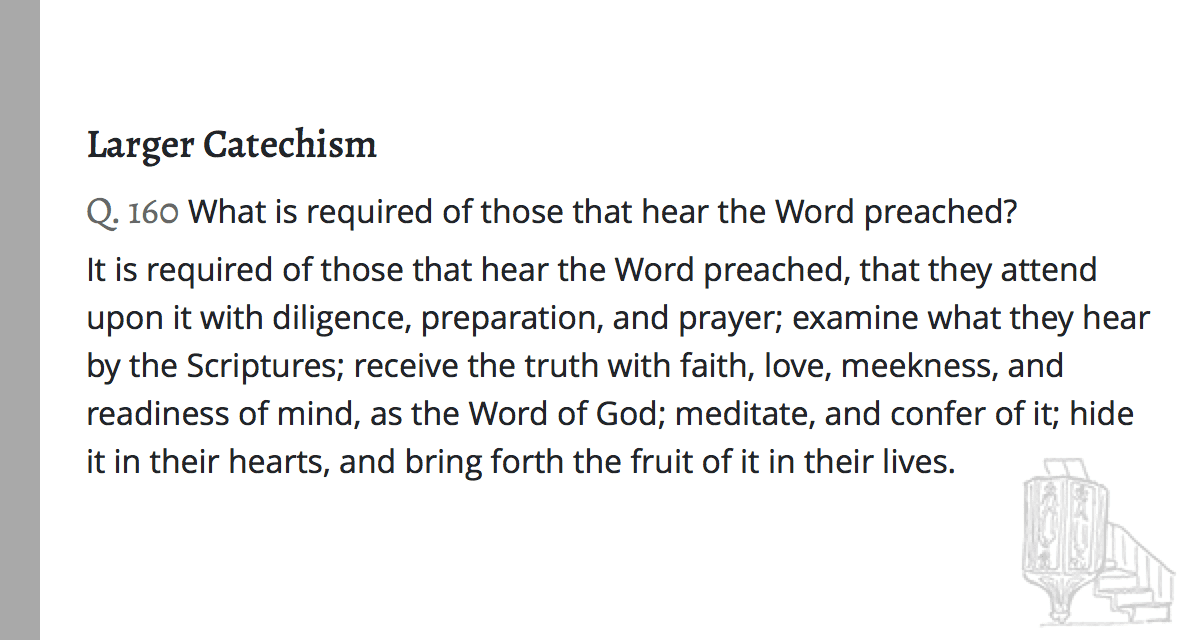 Larger Catechism
Q. 160 What is required of those that hear the Word preached?
It is required of those that hear the Word preached, that they attend
upon it with diligence, preparation, and prayer; examine what they hear
by the Scriptures; receive the truth with faith, love, meekness, and
readiness of mind, as the Word of God; meditate, and confer of it; hide
it in their hearts, and bring forth the fruit of it in their lives.